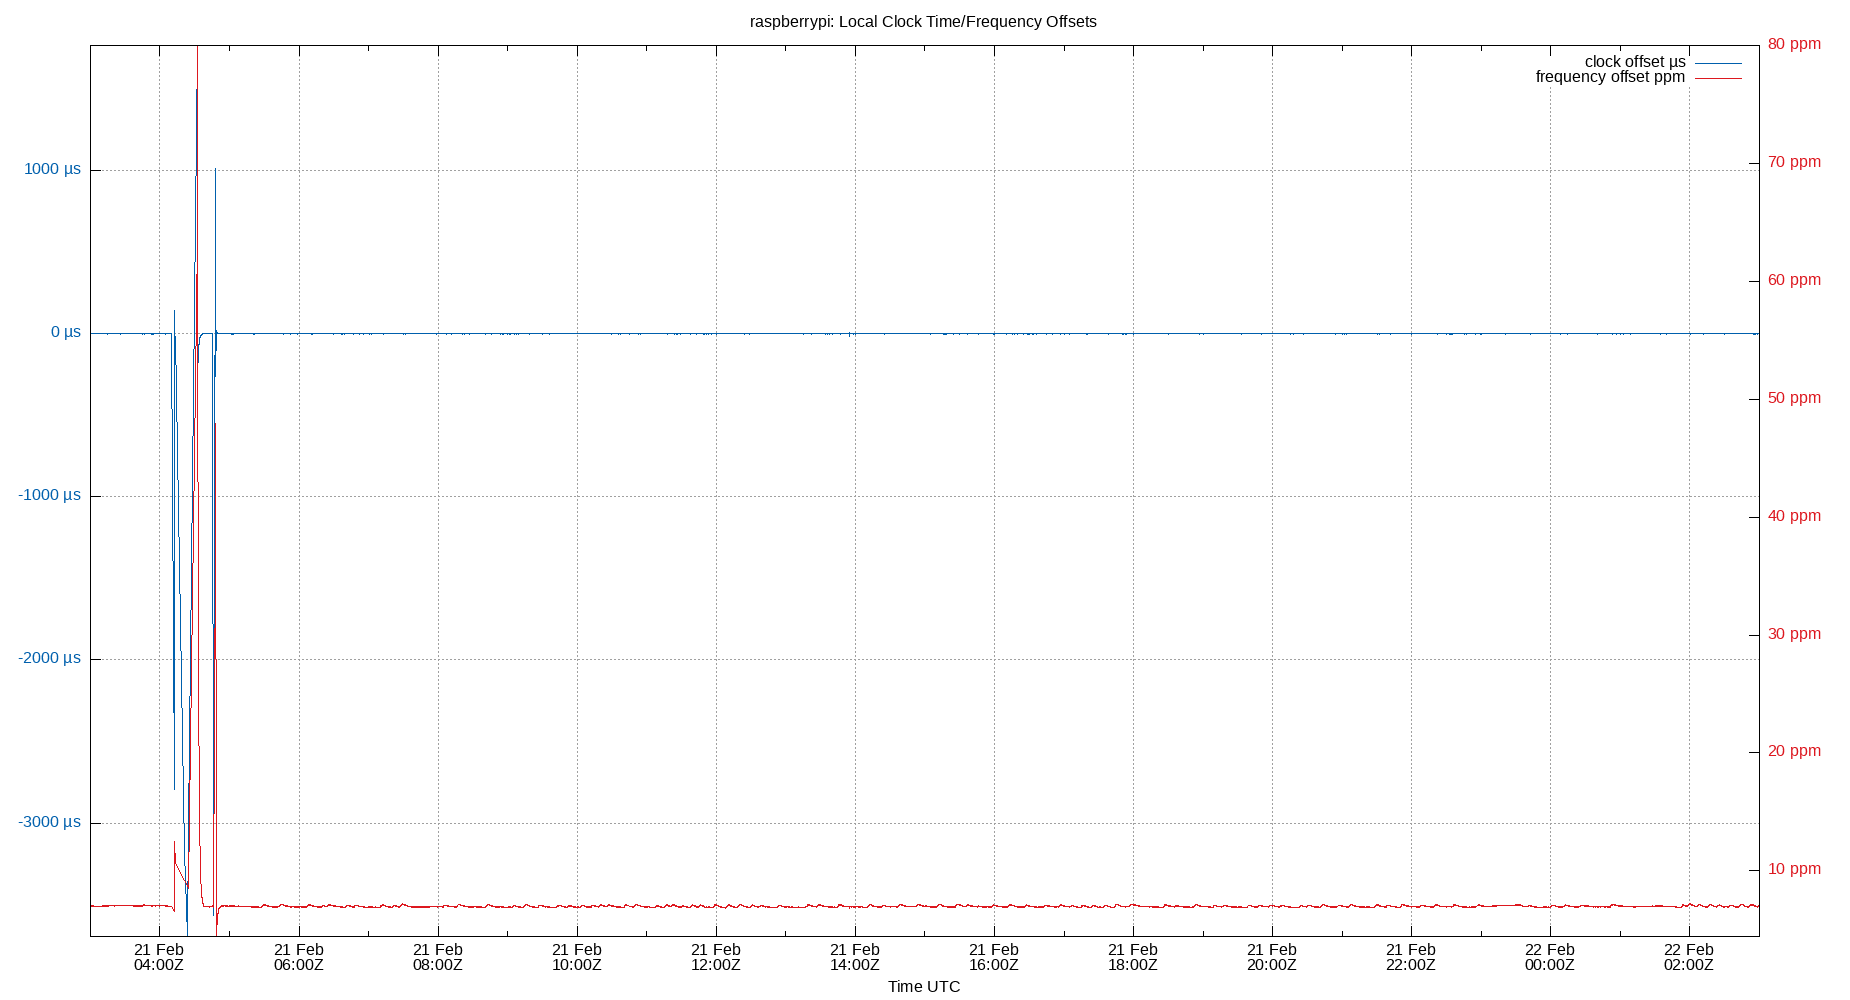 raspberrypi: Local Clock Time/Frequency Offsets
80 ppm
clock offset µs
frequency offset ppm
1000 µs
70 ppm
60 ppm
0 µs
50 ppm
-1000 µs
40 ppm
30 ppm
-2000 µs
20 ppm
-3000 µs
10 ppm
21 Feb 21 Feb 21 Feb 21 Feb 21 Feb 21 Feb 21 Feb 21 Feb 21 Feb 21 Feb 22 Feb 22 Feb
04:00Z 06:00Z 08:00Z 10:00Z 12:00Z 14:00Z 16:00Z 18:00Z 20:00Z 22:00Z 00:00Z 02:00Z
Time UTC